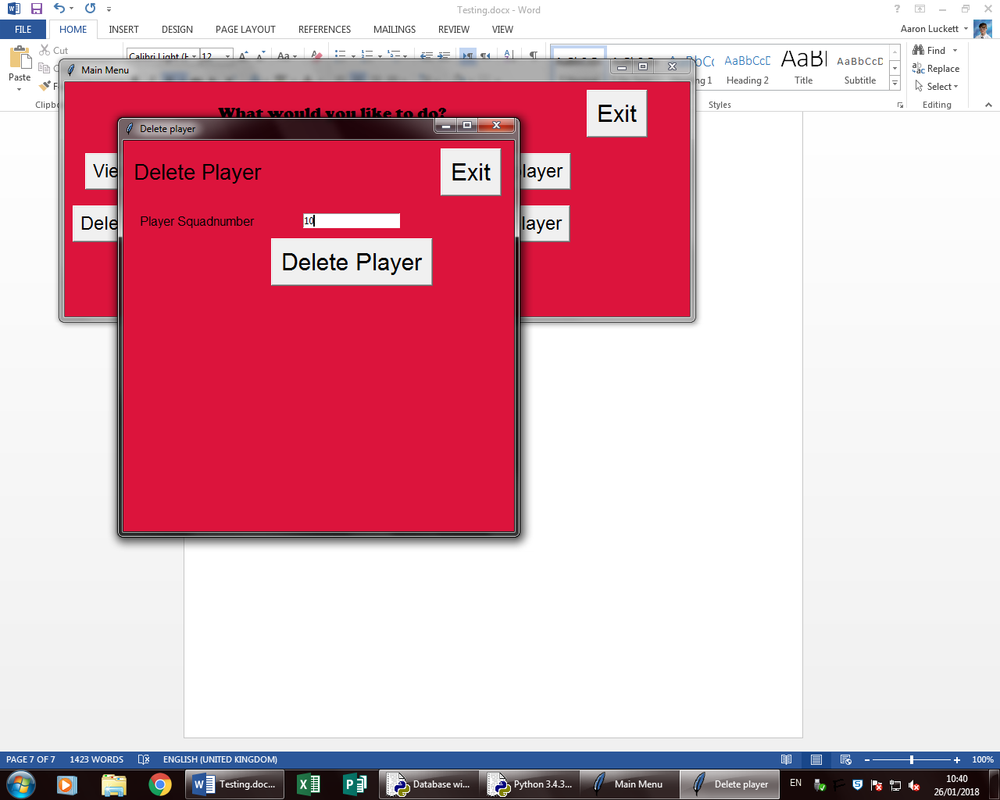 Testing.docx - Word
FILE HOME INSERT DESIGN PAGE LAYOUT REFERENCES MAILINGS REVIEW VIEW
Aaron Luckett
Paste
Cut
Calibri Light (H 12
Aa
AaBbCcD
AaBbCcD
Heading 2
Title
Subtitle
Find
Replace
Select
Styles
Editing
Main Menu
What would you like to do?
Exit
Vie
layer
Dele
layer
Delete player
Delete Player
Exit
Player Squadnumber
10
Delete Player
PAGE 7 OF 7 1423 WORDS ENGLISH (UNITED KINGDOM)
100%
Testing.doc...
Database wi...
Python 3.4.3...
Main Menu
Delete player
EN
10:40
26/01/2018